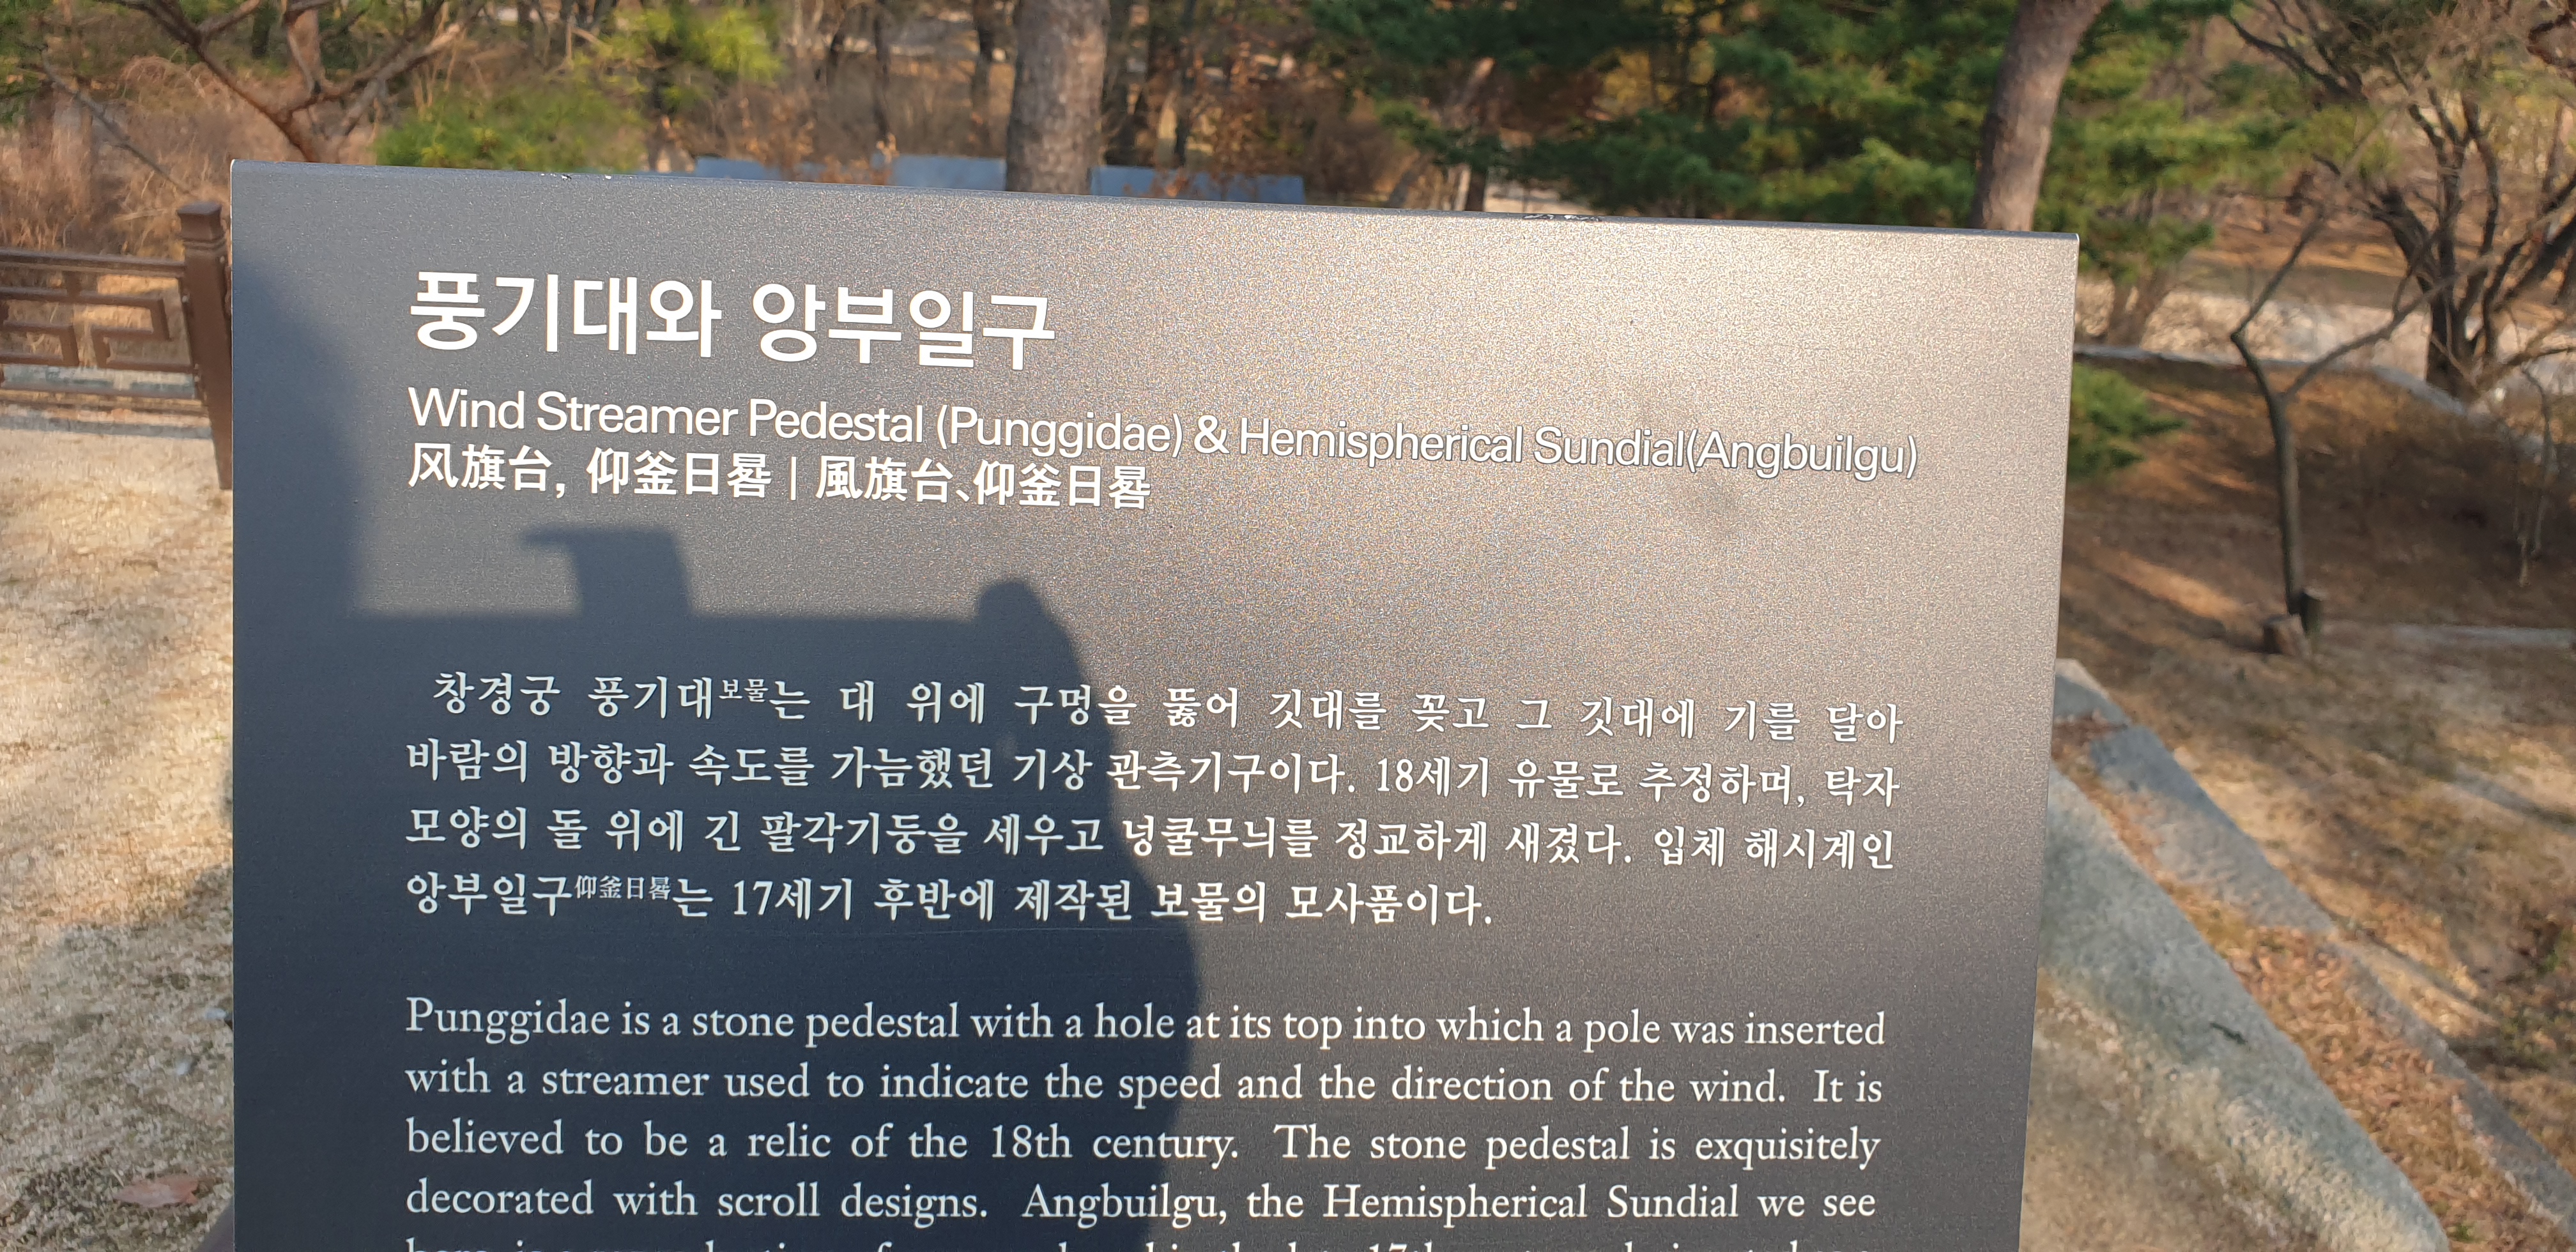 풍기대와 앙부일구
Wind Streamer Pedestal (Punggidae) & Hemispherical Sundial(Angbuilgu)
风旗台, 仰釜日晷 | 風旗台、仰釜日晷
창경궁 풍기대보물는 대 위에 구멍을 뚫어 깃대를 꽂고 그 깃대에 기를 달아
바람의 방향과 속도를 가늠했던 기상 관측기구이다. 18세기 유물로 추정하며, 탁자
모양의 돌 위에 긴 팔각기둥을 세우고 넝쿨무늬를 정교하게 새겼다. 입체 해시계인
앙부일구仰釜日晷는 17세기 후반에 제작된 보물의 모사품이다.
Punggidae is a stone pedestal with a hole at its top into which a pole was inserted
with a streamer used to indicate the speed and the direction of the wind. It is
believed to be a relic of the 18th century. The stone pedestal is exquisitely
decorated with scroll designs. Angbuilgu, the Hemispherical Sundial we see